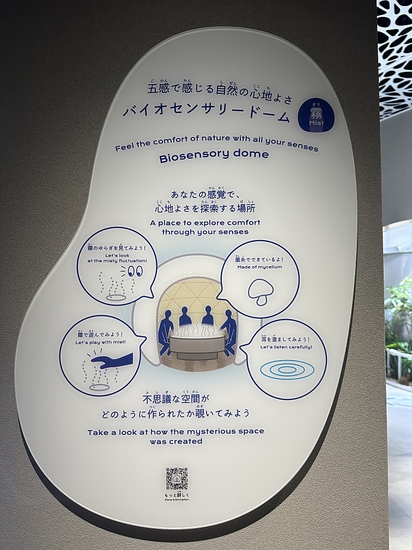 五感で感じる自然の心地よさ
バイオセンサリードーム
霧
Mist
Feel the comfort of nature with all your senses
Biosensory dome
あなたの感覚で、
心地よさを探索する場所
A place to explore comfort
through your senses
霧のゆらぎを見てみよう!
Let's look
at the misty fluctuation!
菌糸でできているよ!
Made of mycelium
霧で遊んでみよう!
Let's play with mist!
耳を澄ましてみよう!
Let's listen carefully!
不思議な空間が
どのように作られたか覗いてみよう
Take a look at how the mysterious space
was created
もっと詳しく
More information